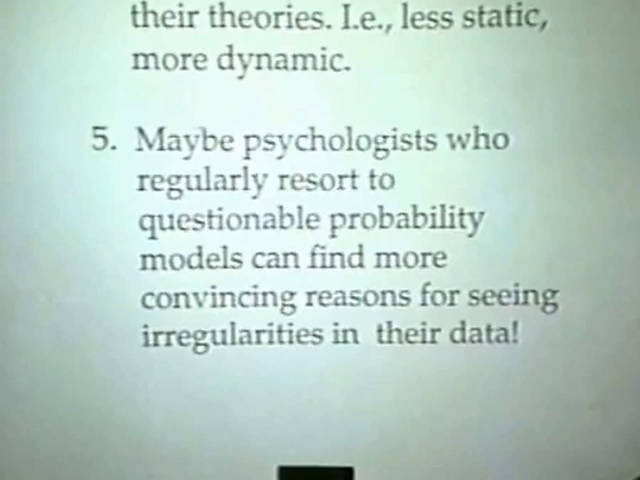 their theories. I.e., less static,
more dynamic.
5. Maybe psychologists who
regularly resort to
questionable probability
models can find more
convincing reasons for seeing
irregularities in their data!